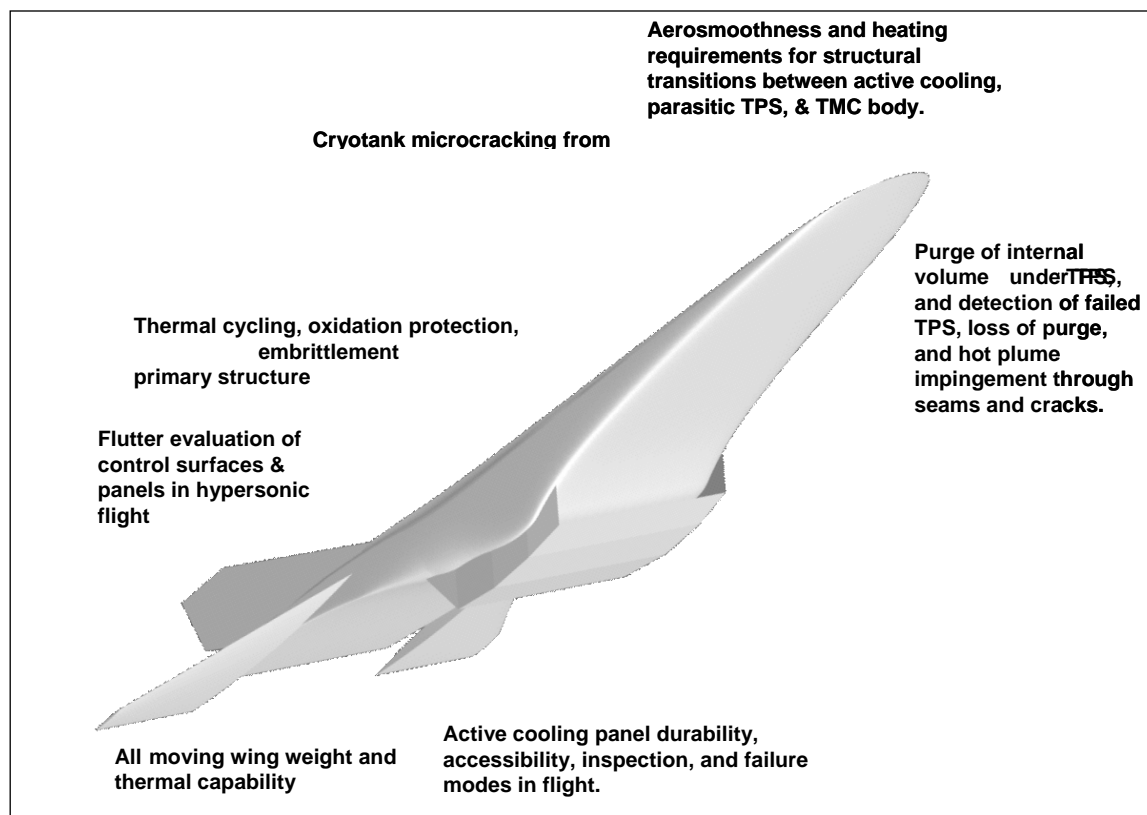 Aerosmoothness and heating
requirements for structural
transitions between active cooling,
parasitic TPS, & TMC body.
Cryotank microcracking from
Purge of internal
volume under TPS,
and detection of failed
TPS, loss of purge,
and hot plume
impingement through
seams and cracks.
Thermal cycling, oxidation protection,
embrittlement
primary structure
Flutter evaluation of
control surfaces &
panels in hypersonic
flight
All moving wing weight and
thermal capability
Active cooling panel durability,
accessibility, inspection, and failure
modes in flight.